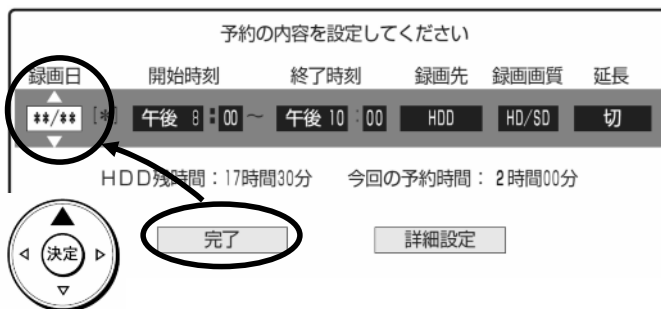 予約の内容を設定してください
録画日 開始時刻 終了時刻 録画先 録画画質 延長
**/** [*] 午後 8:00 ～ 午後 10:00 HDD HD/SD 切
HDD残時間：17時間30分 今回の予約時間： 2時間00分
完了 詳細設定
決定